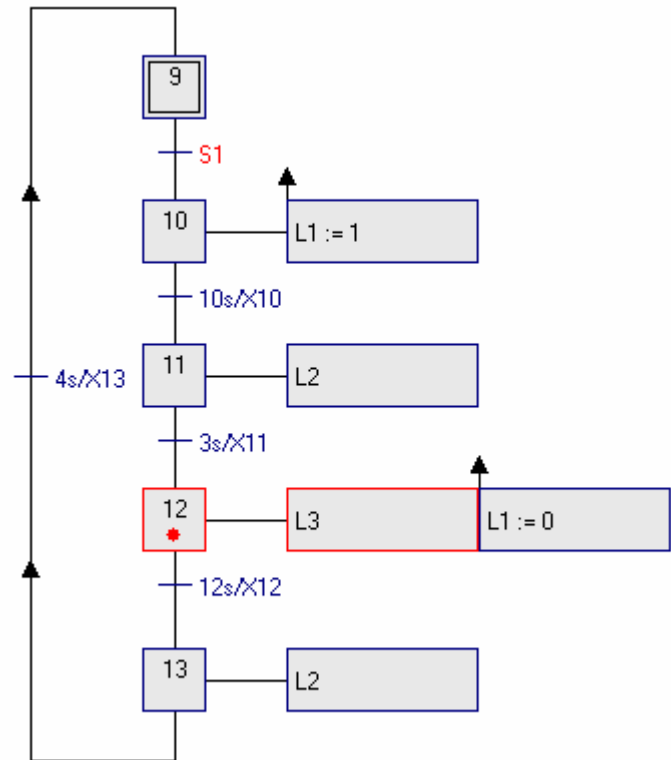 9
S1
10
L1 := 1
10s/X10
11
L2
4s/X13
3s/X11
12
L3
L1 := 0
12s/X12
13
L2